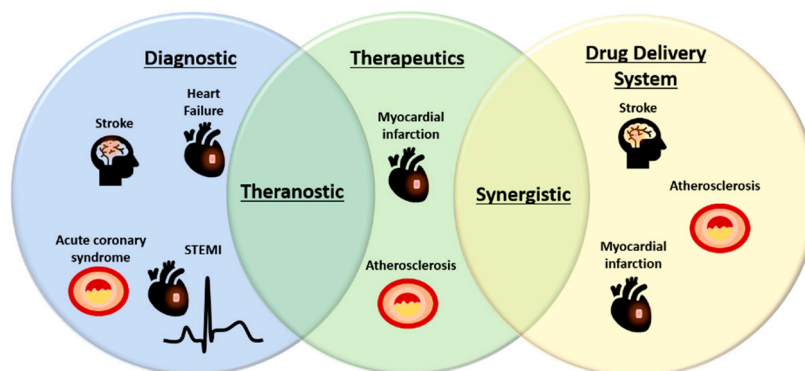 Diagnostic
Heart
Failure
Stroke
Acute coronary
syndrome
STEMI
Theranostic
Therapeutics
Myocardial
infarction
Atherosclerosis
Synergistic
Drug Delivery
System
Stroke
Atherosclerosis
Myocardial
infarction